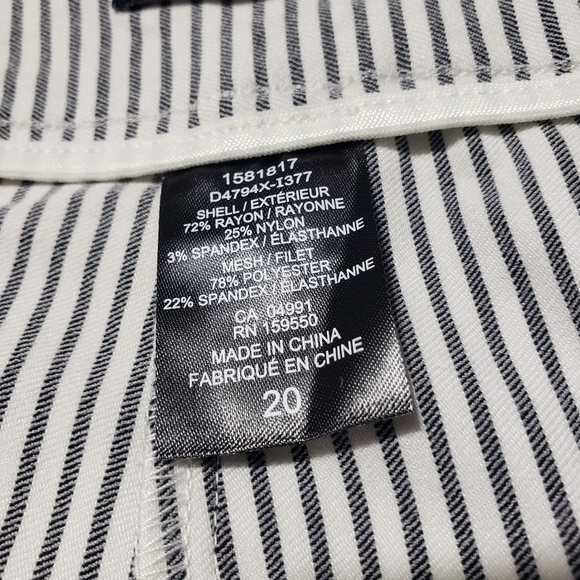 1581817
D4794X-I377
SHELL / EXTÉRIEUR
72% RAYON / RAYONNE
25% NYLON
3% SPANDEX / ÉLASTHANNE
MESH / FILET
78% POLYESTER
22% SPANDEX / ÉLASTHANNE
CA 04991
RN 159550
MADE IN CHINA
FABRIQUÉ EN CHINE
20